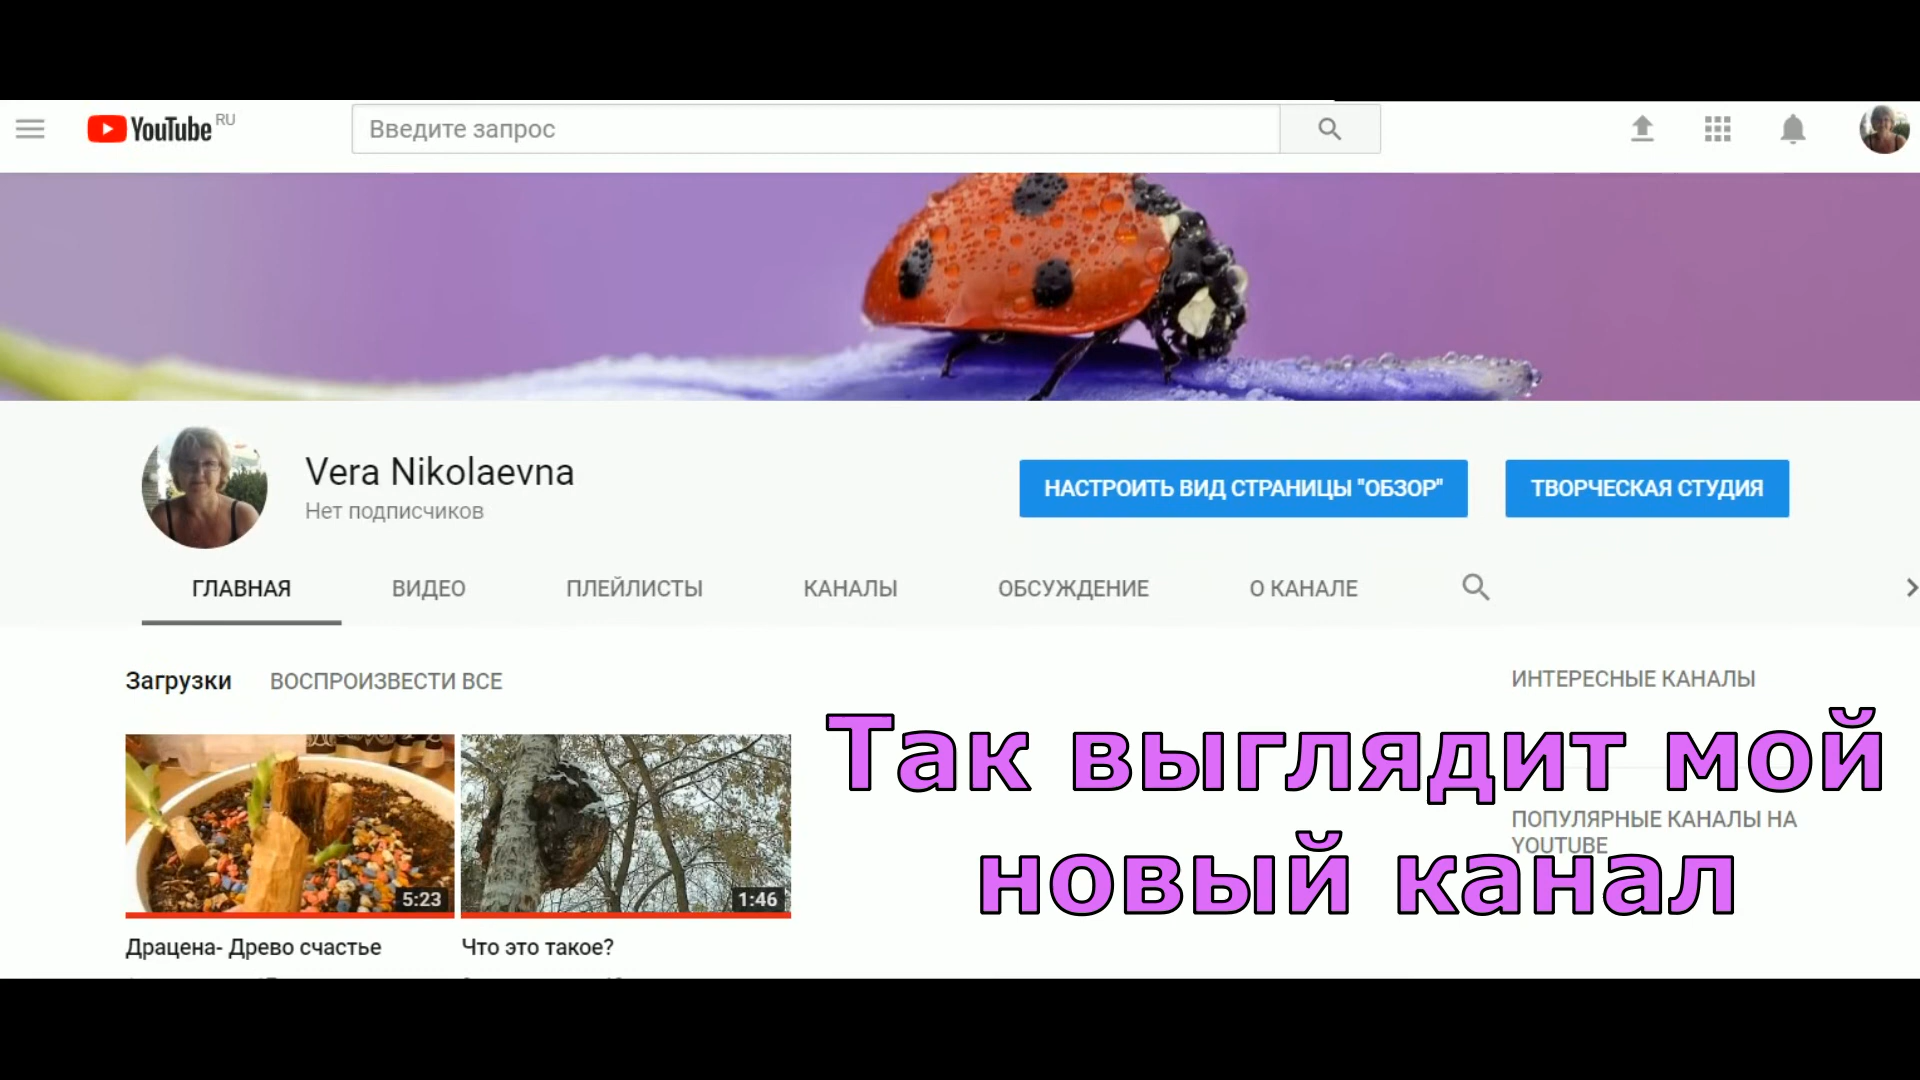 YouTube RU
Введите запрос
Vera Nikolaevna
Нет подписчиков
НАСТРОИТЬ ВИД СТРАНИЦЫ "ОБЗОР"
ТВОРЧЕСКАЯ СТУДИЯ
ГЛАВНАЯ
ВИДЕО
ПЛЕЙЛИСТЫ
КАНАЛЫ
ОБСУЖДЕНИЕ
О КАНАЛЕ
Загрузки
ВОСПРОИЗВЕСТИ ВСЕ
ИНТЕРЕСНЫЕ КАНАЛЫ
Так выглядит мой
новый канал
ПОПУЛЯРНЫЕ КАНАЛЫ НА
YOUTUBE
5:23
1:46
Драцена- Древо счастье
Что это такое?